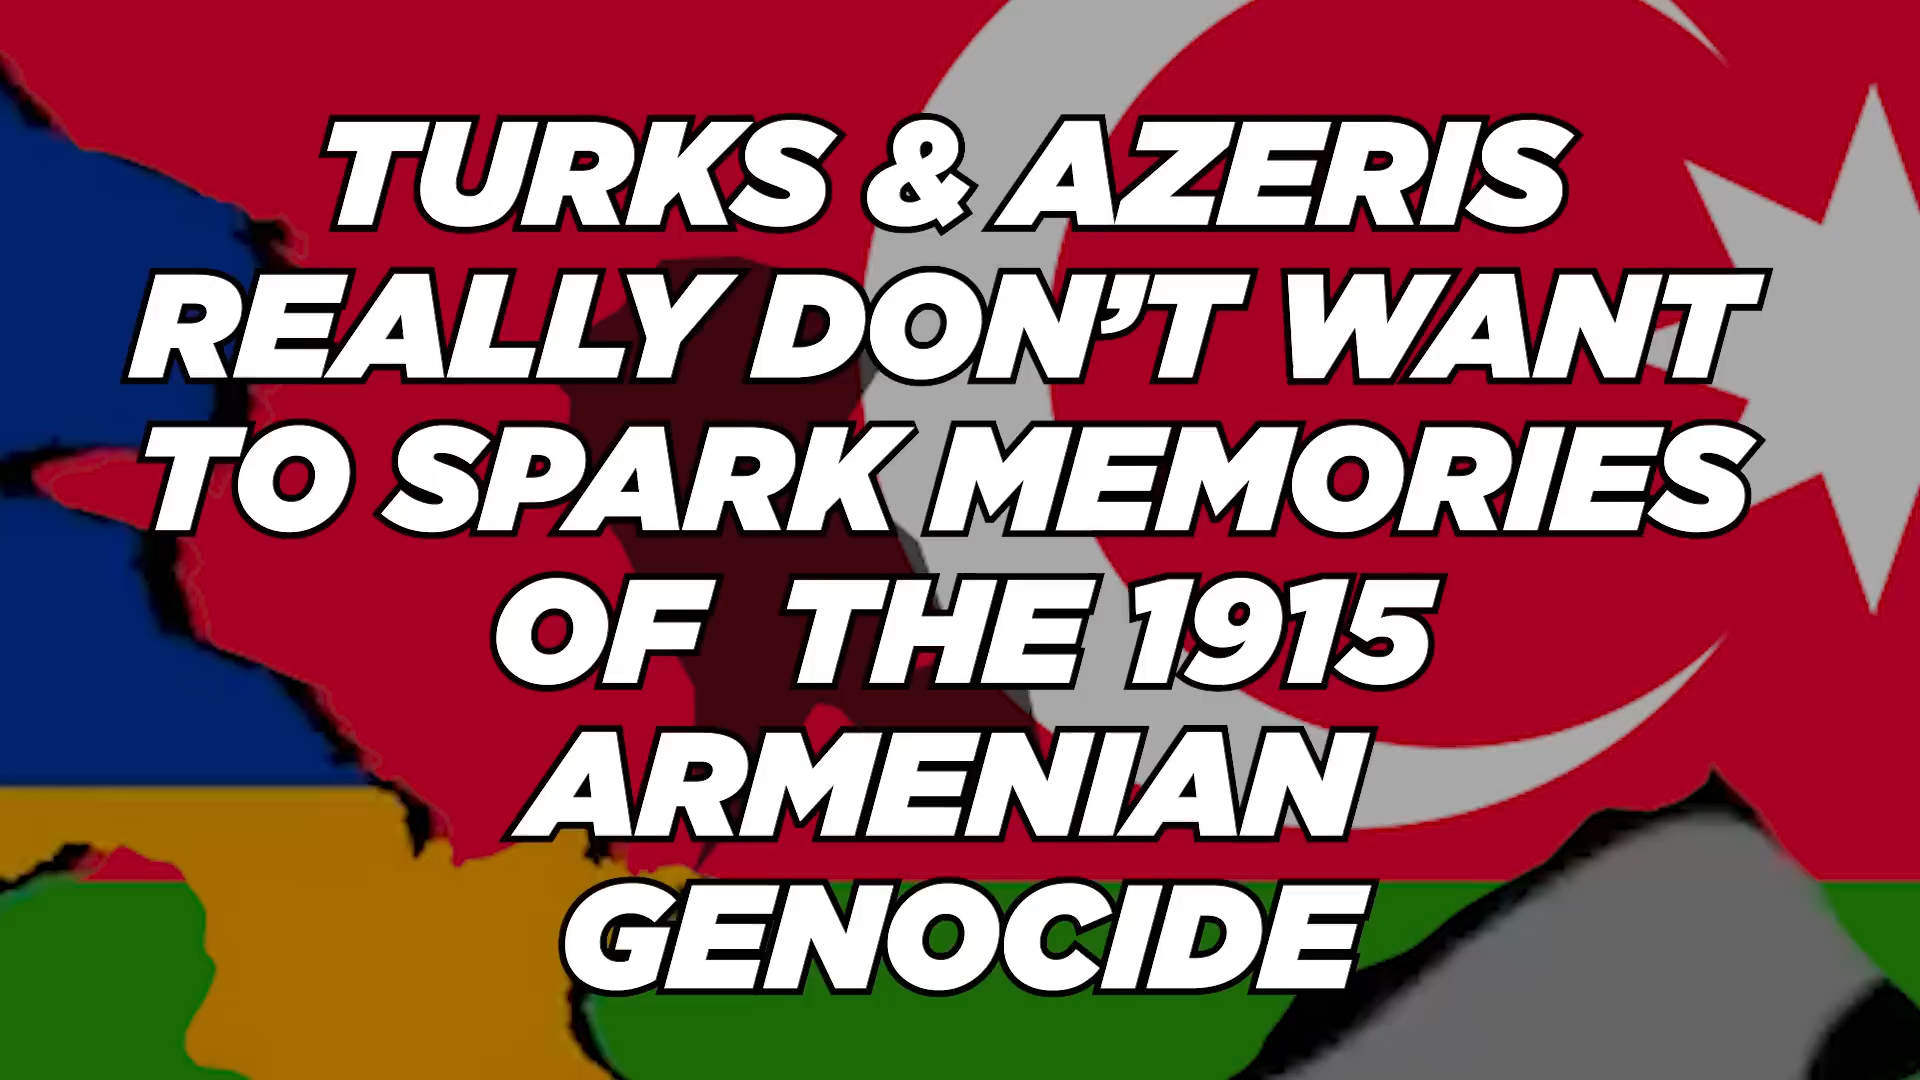 TURKS & AZERIS
REALLY DON’T WANT
TO SPARK MEMORIES
OF THE 1915
ARMENIAN
GENOCIDE